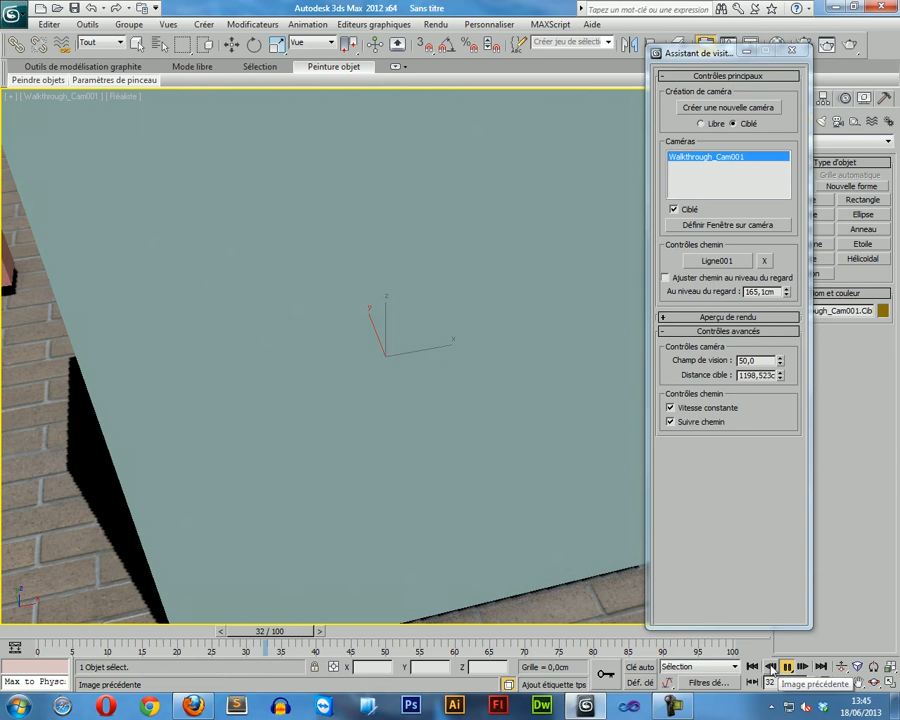 Autodesk 3ds Max 2012 x64
Sans titre
Tapez un mot-clé ou une expression
Editer
Outils
Groupe
Vues
Créer
Modificateurs
Animation
Editeurs graphiques
Rendu
Personnaliser
MAXScript
Aide
Tout
Vue
3
Créer jeu de sélecti
Assistant de visit...
Outils de modélisation graphite
Mode libre
Sélection
Peinture objet
Peindre objets
Paramètres de pinceau
[ + ] [ Walkthrough_Cam001 ] [ Réaliste ]
Contrôles principaux
Création de caméra
Créer une nouvelle caméra
Libre
Ciblé
Caméras
Walkthrough_Cam001
Ciblé
Définir Fenêtre sur caméra
Contrôles chemin
Ligne001
X
Ajuster chemin au niveau du regard
Au niveau du regard :
165,1cm
Aperçu de rendu
Contrôles avancés
Contrôles caméra
Champ de vision :
50,0
Distance cible :
1198,523c
Contrôles chemin
Vitesse constante
Suivre chemin
Type d'objet
Grille automatique
Nouvelle forme
Rectangle
Ellipse
Anneau
Etoile
Hélicoïdal
om et couleur
ough_Cam001.Cib
z
y
x
32 / 100
0 5 10 15 20 25 30 35 40 45 50 55 60 65 70 75 80 85 90 95 100
1 Objet sélect.
X
Y
Z
Grille = 0,0cm
Clé auto
Sélection
Max to Physc
Image précédente
Ajout étiquette tps
Déf. clé
Filtres clé...
32
Image précédente
Ps
Ai
Fl
Dw
13:45
18/06/2013